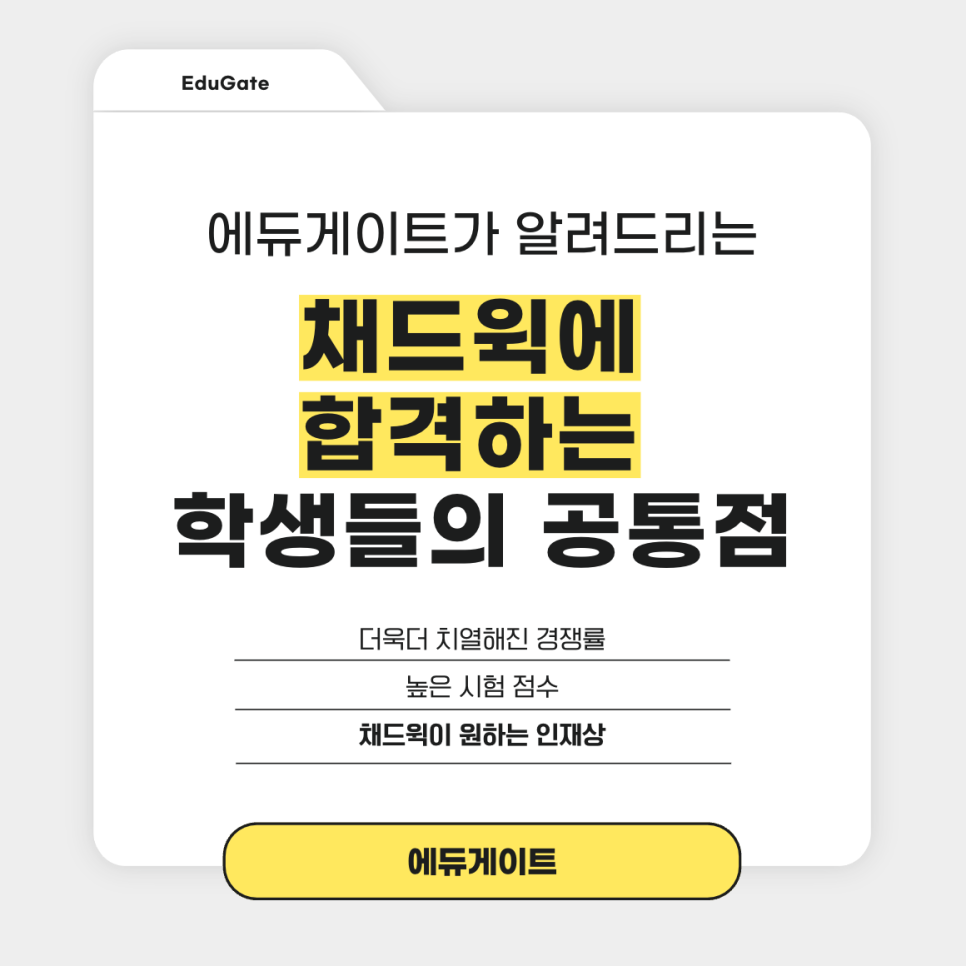 EduGate
에듀게이트가 알려드리는
채드윅에
합격하는
학생들의 공통점
더욱더 치열해진 경쟁률
높은 시험 점수
채드윅이 원하는 인재상
에듀게이트